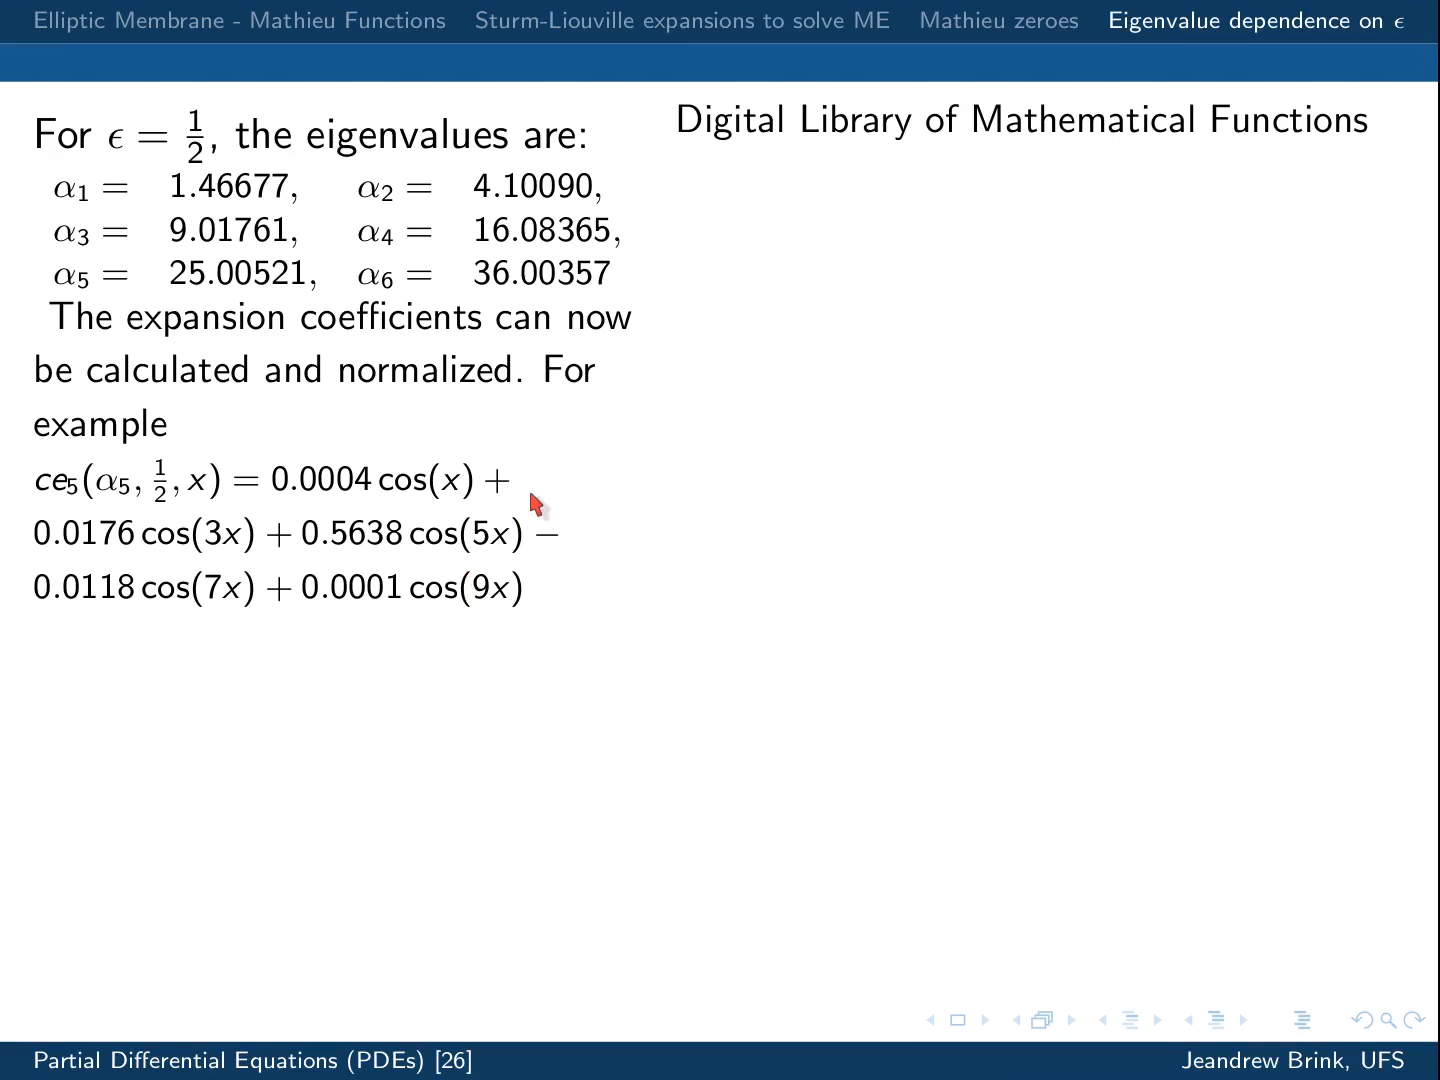 Elliptic Membrane - Mathieu Functions Sturm-Liouville expansions to solve ME Mathieu zeroes Eigenvalue dependence on ϵ
For ϵ = 1/2, the eigenvalues are:
α₁ = 1.46677, α₂ = 4.10090,
α₃ = 9.01761, α₄ = 16.08365,
α₅ = 25.00521, α₆ = 36.00357
The expansion coefficients can now
be calculated and normalized. For
example
ce₅(α₅, 1/2, x) = 0.0004 cos(x) +
0.0176 cos(3x) + 0.5638 cos(5x) −
0.0118 cos(7x) + 0.0001 cos(9x)
Digital Library of Mathematical Functions
Partial Differential Equations (PDEs) [26]
Jeandrew Brink, UFS